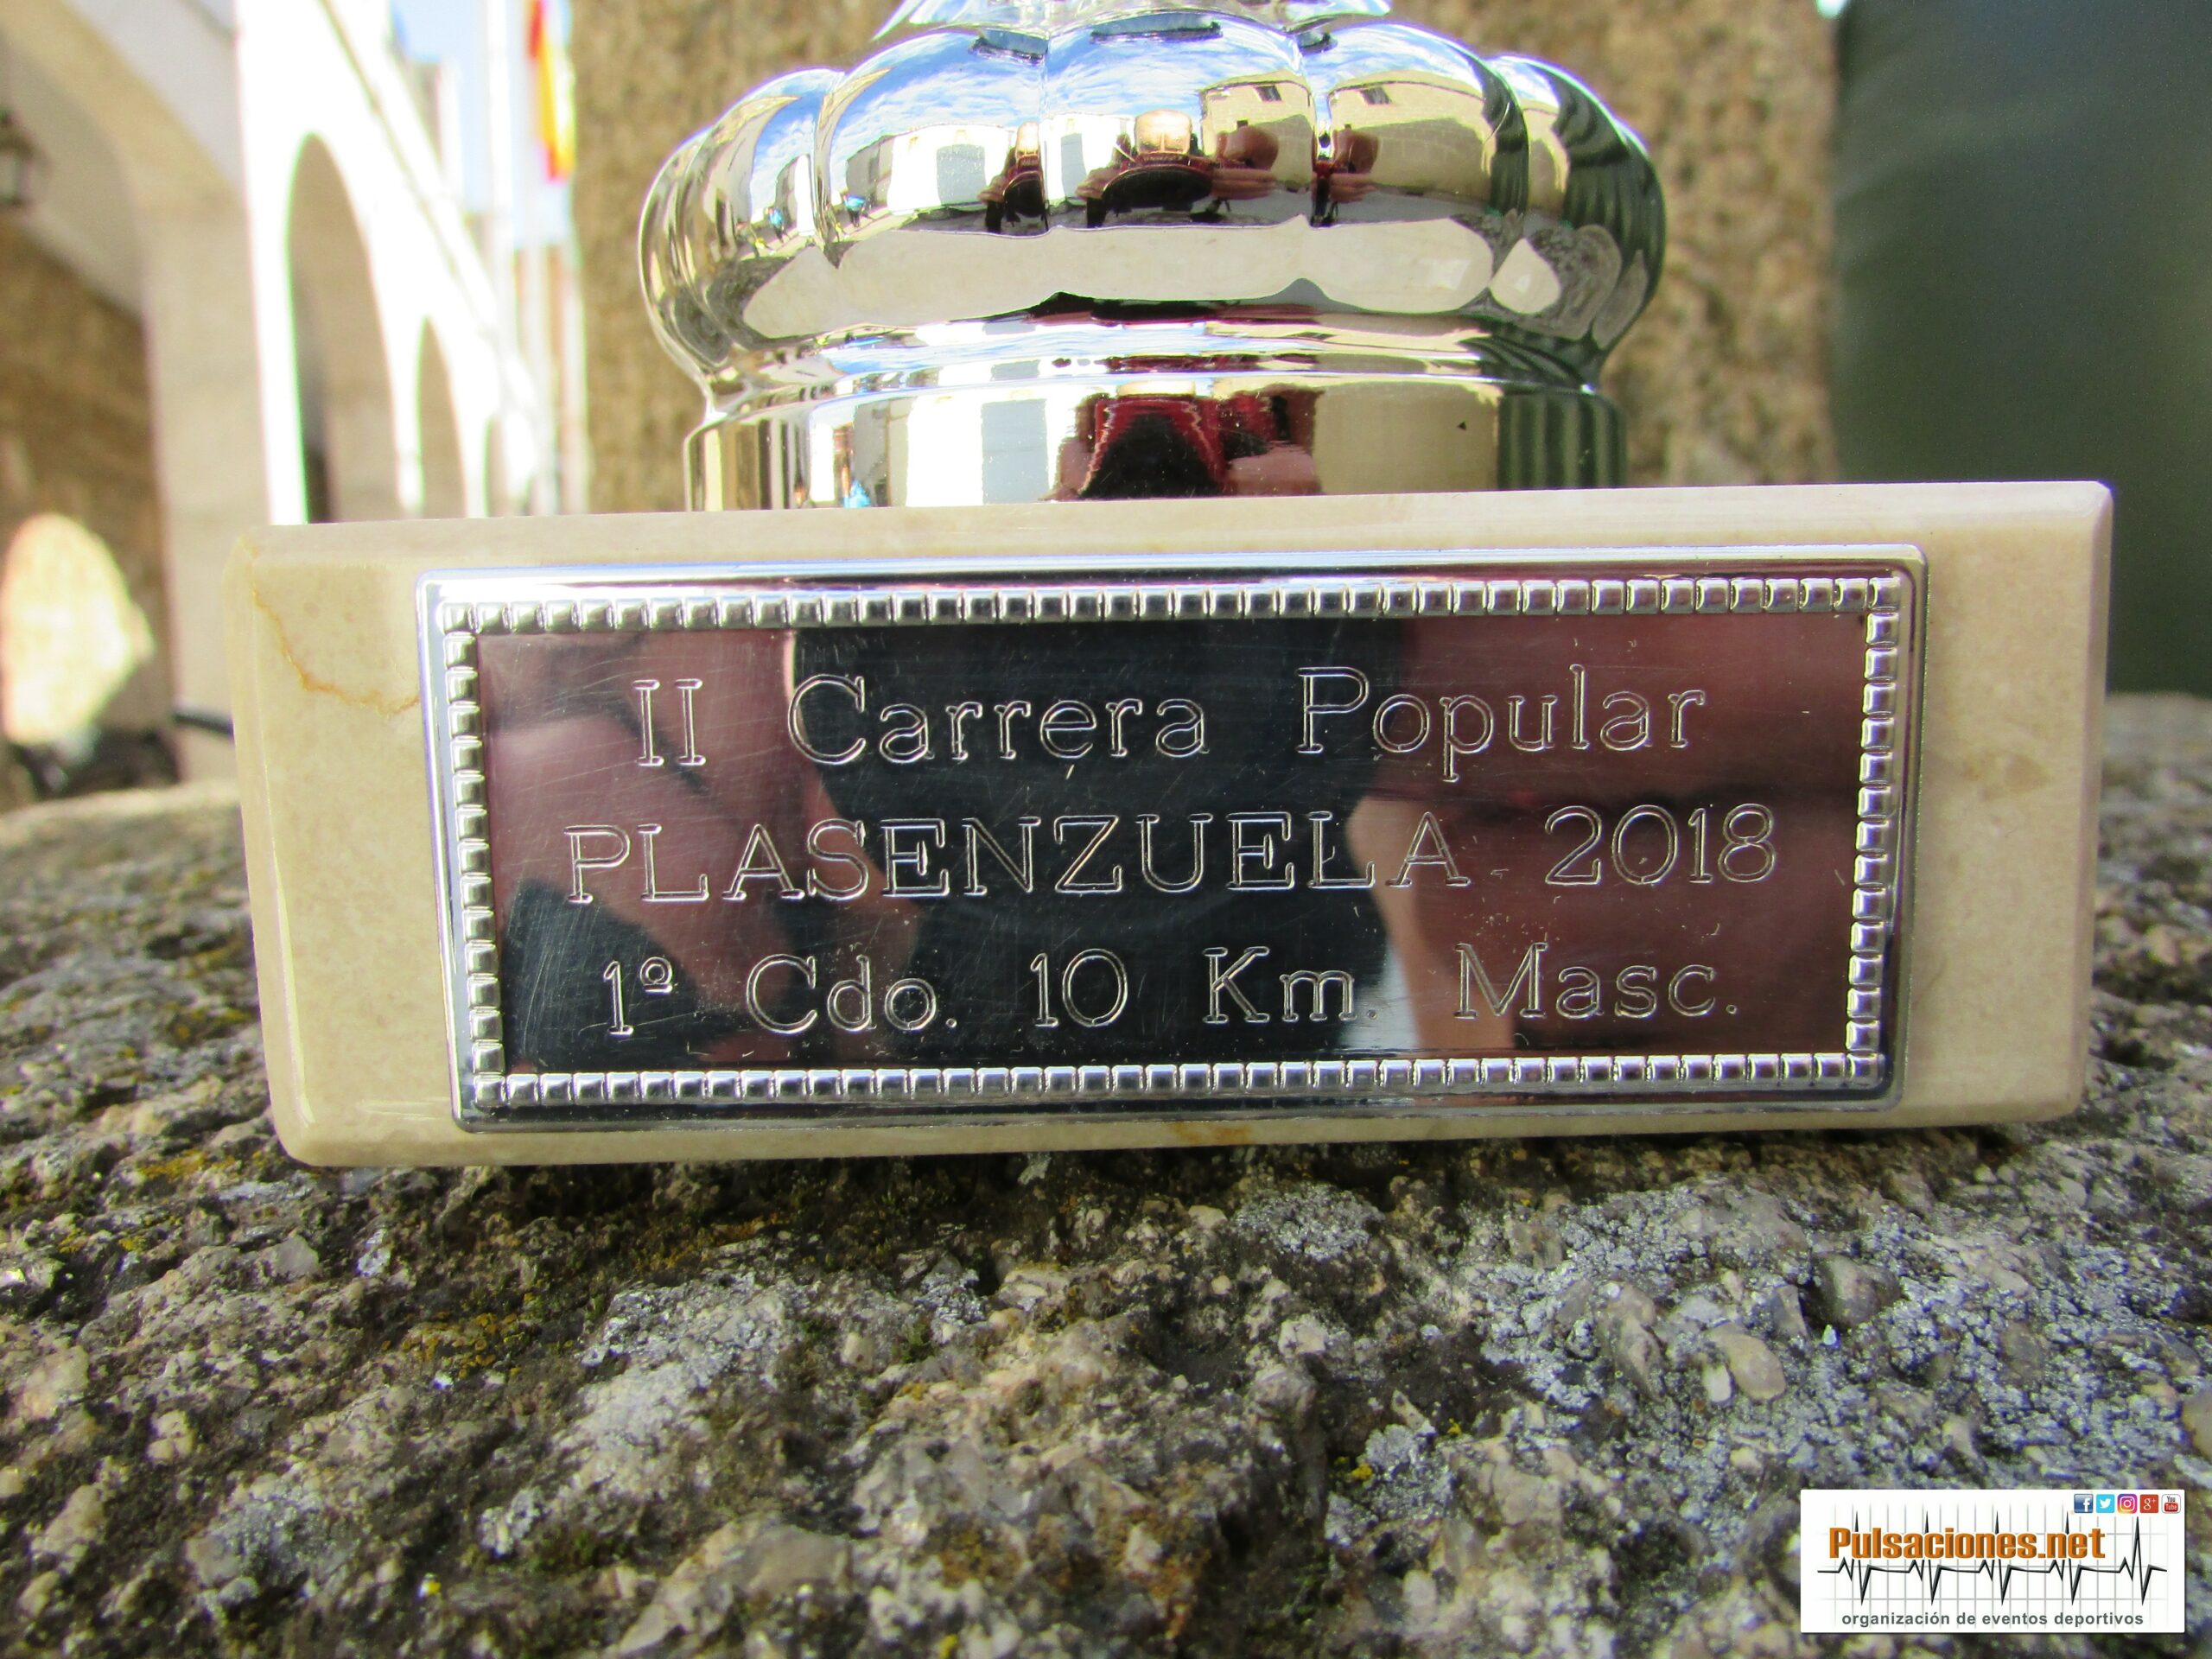 II Carrera Popular
PLASENZUELA 2018
1º Cdo. 10 Km. Masc.
Pulsaciones.net
organización de eventos deportivos